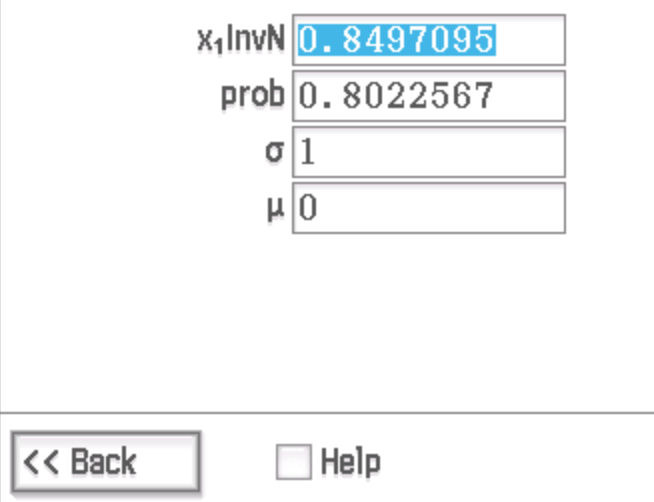 x₁InvN 0.8497095
prob 0.8022567
σ 1
μ 0
<< Back Help